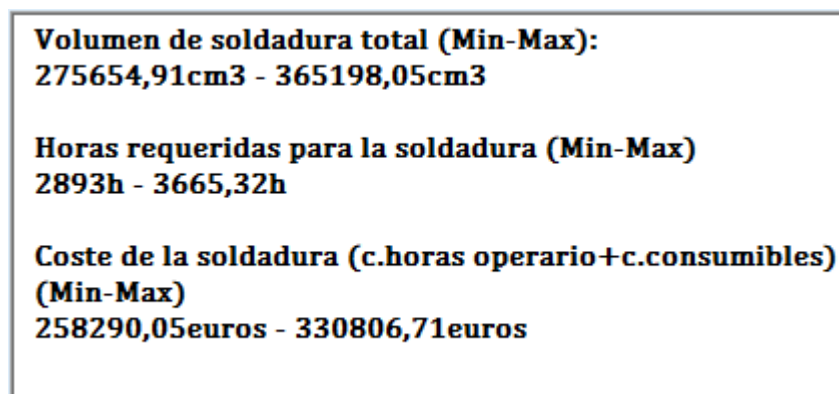 Volumen de soldadura total (Min-Max):
275654,91cm3 - 365198,05cm3
Horas requeridas para la soldadura (Min-Max)
2893h - 3665,32h
Coste de la soldadura (c.horas operario+c.consumibles)
(Min-Max)
258290,05euros - 330806,71euros